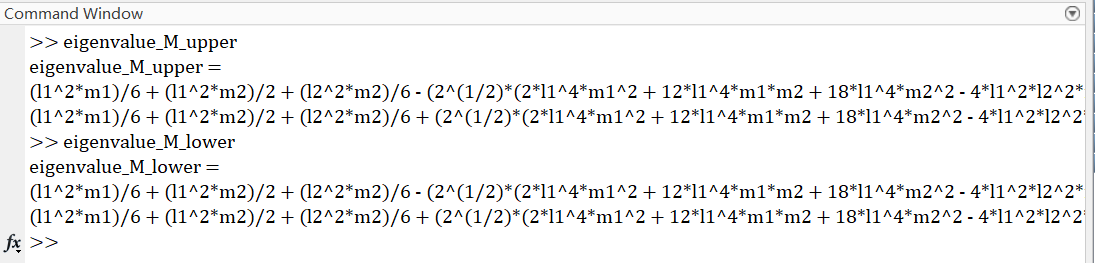 Command Window
>> eigenvalue_M_upper
eigenvalue_M_upper =
(l1^2*m1)/6 + (l1^2*m2)/2 + (l2^2*m2)/6 - (2^(1/2)*(2*l1^4*m1^2 + 12*l1^4*m1*m2 + 18*l1^4*m2^2 - 4*l1^2*l2^2*
(l1^2*m1)/6 + (l1^2*m2)/2 + (l2^2*m2)/6 + (2^(1/2)*(2*l1^4*m1^2 + 12*l1^4*m1*m2 + 18*l1^4*m2^2 - 4*l1^2*l2^2*
>> eigenvalue_M_lower
eigenvalue_M_lower =
(l1^2*m1)/6 + (l1^2*m2)/2 + (l2^2*m2)/6 - (2^(1/2)*(2*l1^4*m1^2 + 12*l1^4*m1*m2 + 18*l1^4*m2^2 - 4*l1^2*l2^2*
(l1^2*m1)/6 + (l1^2*m2)/2 + (l2^2*m2)/6 + (2^(1/2)*(2*l1^4*m1^2 + 12*l1^4*m1*m2 + 18*l1^4*m2^2 - 4*l1^2*l2^2*
fx >>